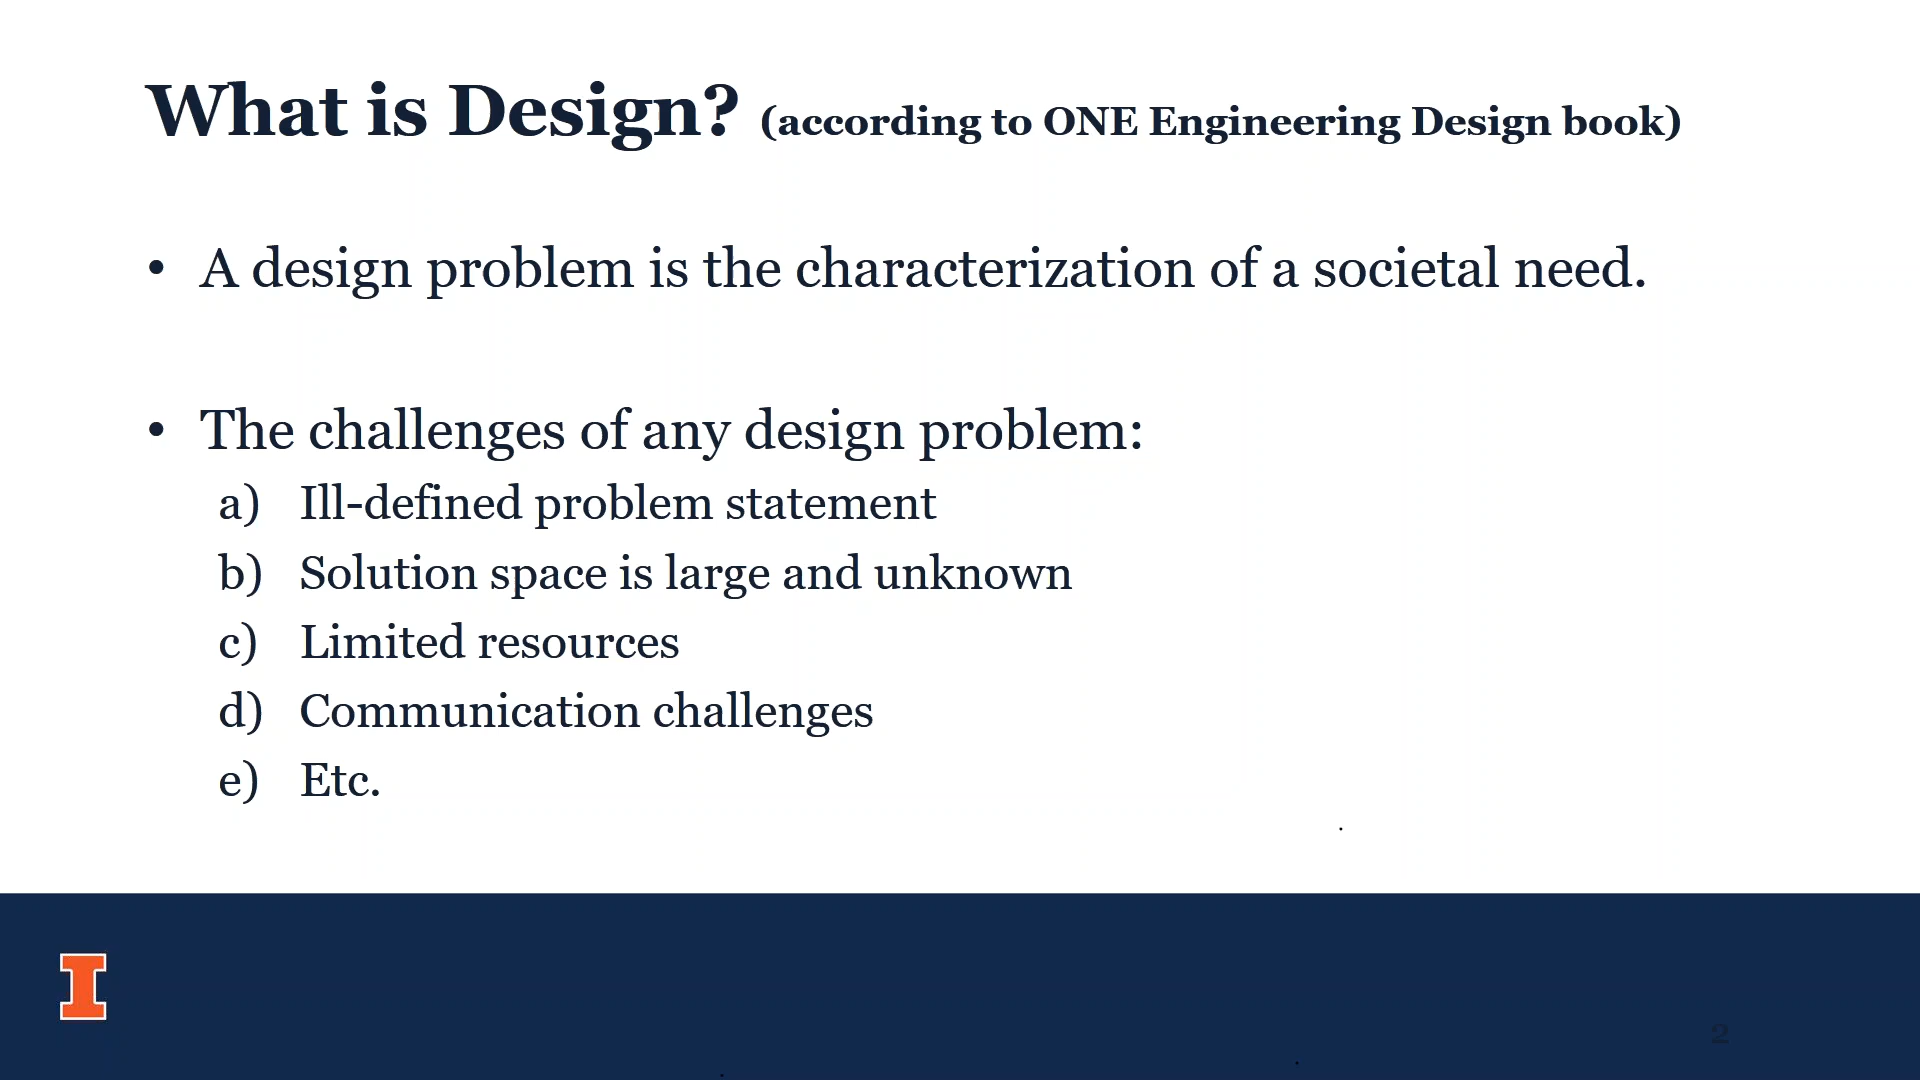 What is Design? (according to ONE Engineering Design book)
• A design problem is the characterization of a societal need.
• The challenges of any design problem:
a) Ill-defined problem statement
b) Solution space is large and unknown
c) Limited resources
d) Communication challenges
e) Etc.
I
2